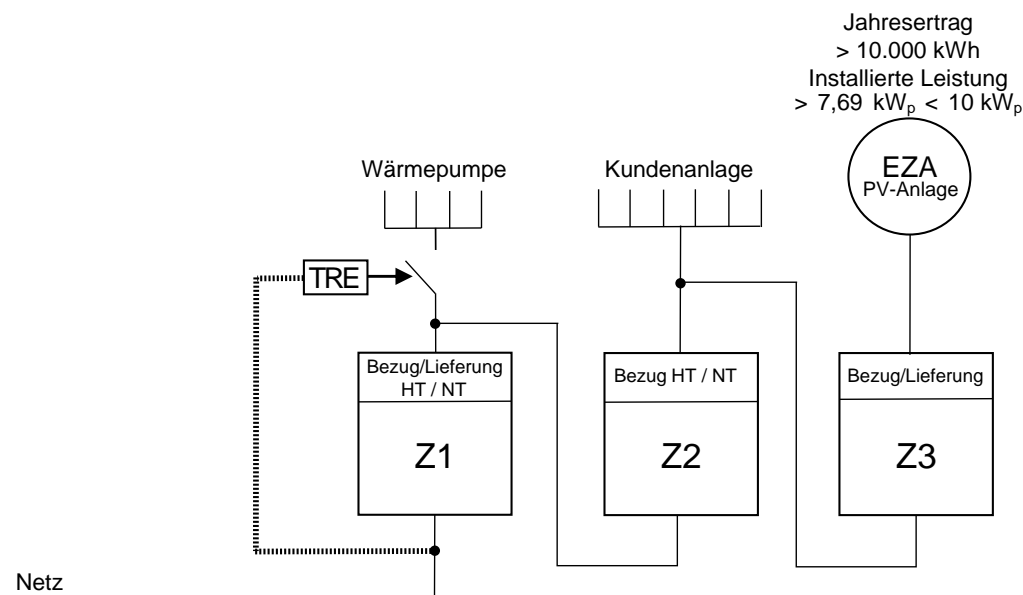 Jahresertrag
> 10.000 kWh
Installierte Leistung
> 7,69 kWp < 10 kWp
Wärmepumpe
Kundenanlage
EZA
PV-Anlage
TRE
Bezug/Lieferung
HT / NT
Bezug HT / NT
Bezug/Lieferung
Z1
Z2
Z3
Netz